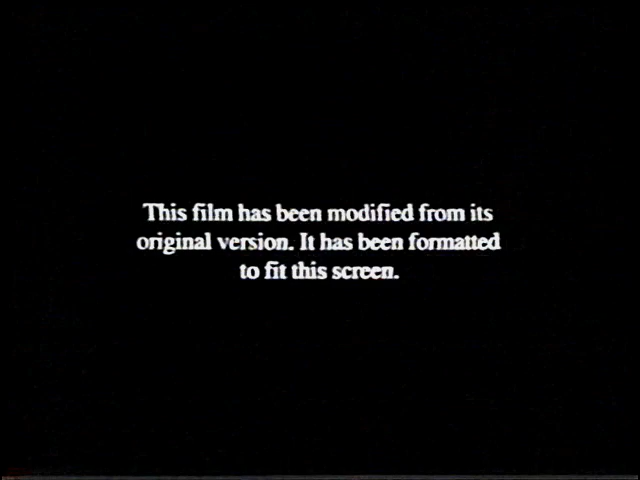 This film has been modified from its
original version. It has been formatted
to fit this screen.